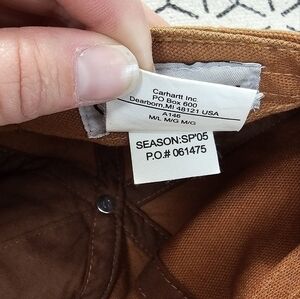 Carhartt Inc.
PO Box 600
Dearborn.MI 48121 USA
A146
M/L M/G M/G
SEASON:SP'05
P.O.# 061475